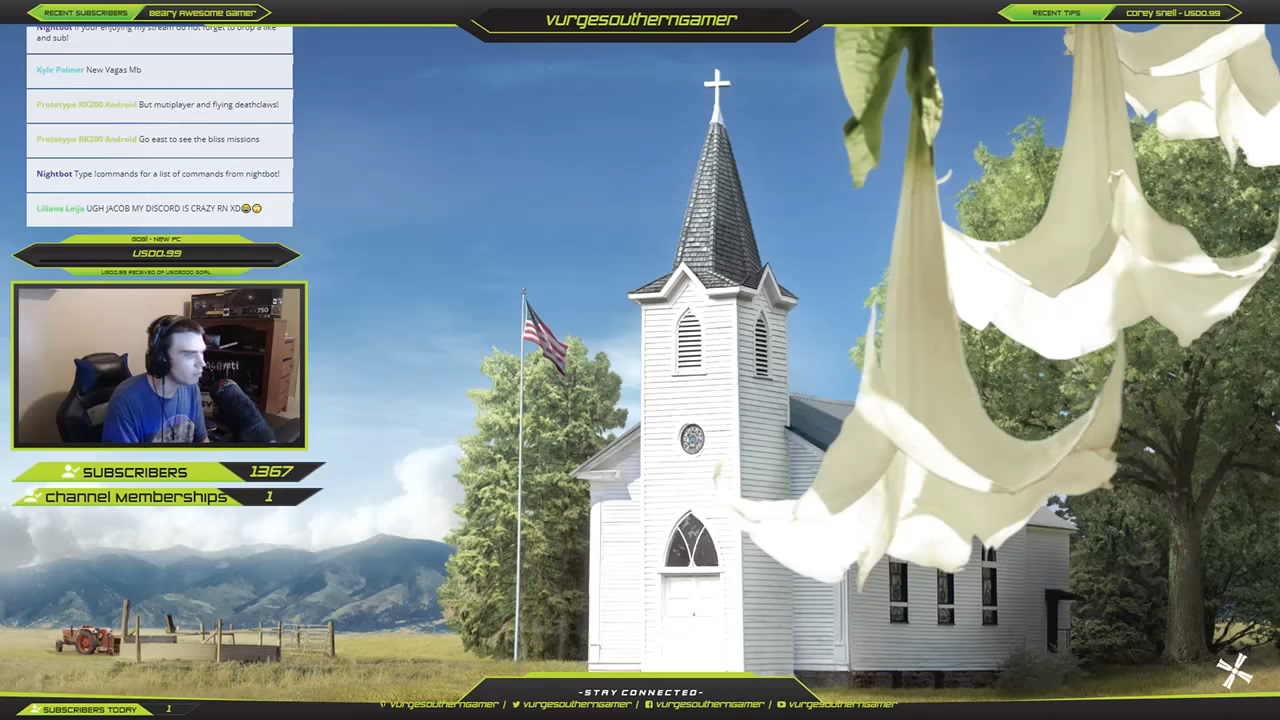 RECENT SUBSCRIBERS
BEARY AWESOME GAMER
VURGESOUTHERNGAMER
RECENT TIPS
COREY SNELL - USD0.99
Nightbot If your enjoying my stream do not forget to drop a like
and sub!
Kyle Palmer New Vagas Mb
Prototype RK200 Android But mutiplayer and flying deathclaws!
Prototype RK200 Android Go east to see the bliss missions
Nightbot Type !commands for a list of commands from nightbot!
Liliana Leija UGH JACOB MY DISCORD IS CRAZY RN XD😆🙄
GOAL - NEW PC
USD0.99
USD0.99 RECEIVED OF USD8000 GOAL
SUBSCRIBERS 1367
CHANNEL MEMBERSHIPS 1
-STAY CONNECTED-
SUBSCRIBERS TODAY 1
VURGESOUTHERNGAMER / VURGESOUTHERNGAMER / VURGESOUTHERNGAMER / VURGESOUTHERNGAMER